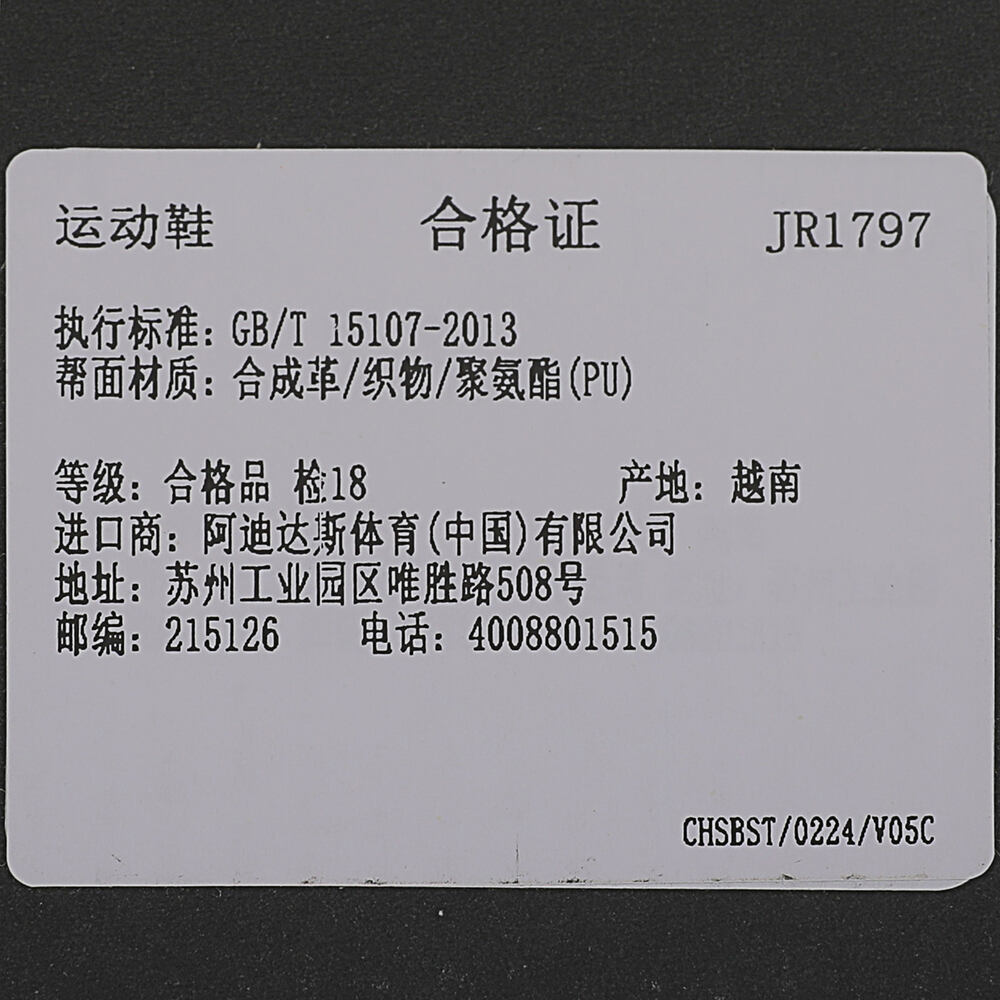 运动鞋 合格证 JR1797
执行标准: GB/T 15107-2013
帮面材质: 合成革/织物/聚氨酯(PU)
等级: 合格品 检18 产地: 越南
进口商: 阿迪达斯体育(中国)有限公司
地址: 苏州工业园区唯胜路508号
邮编: 215126 电话: 4008801515
CHSBST/0224/V05C